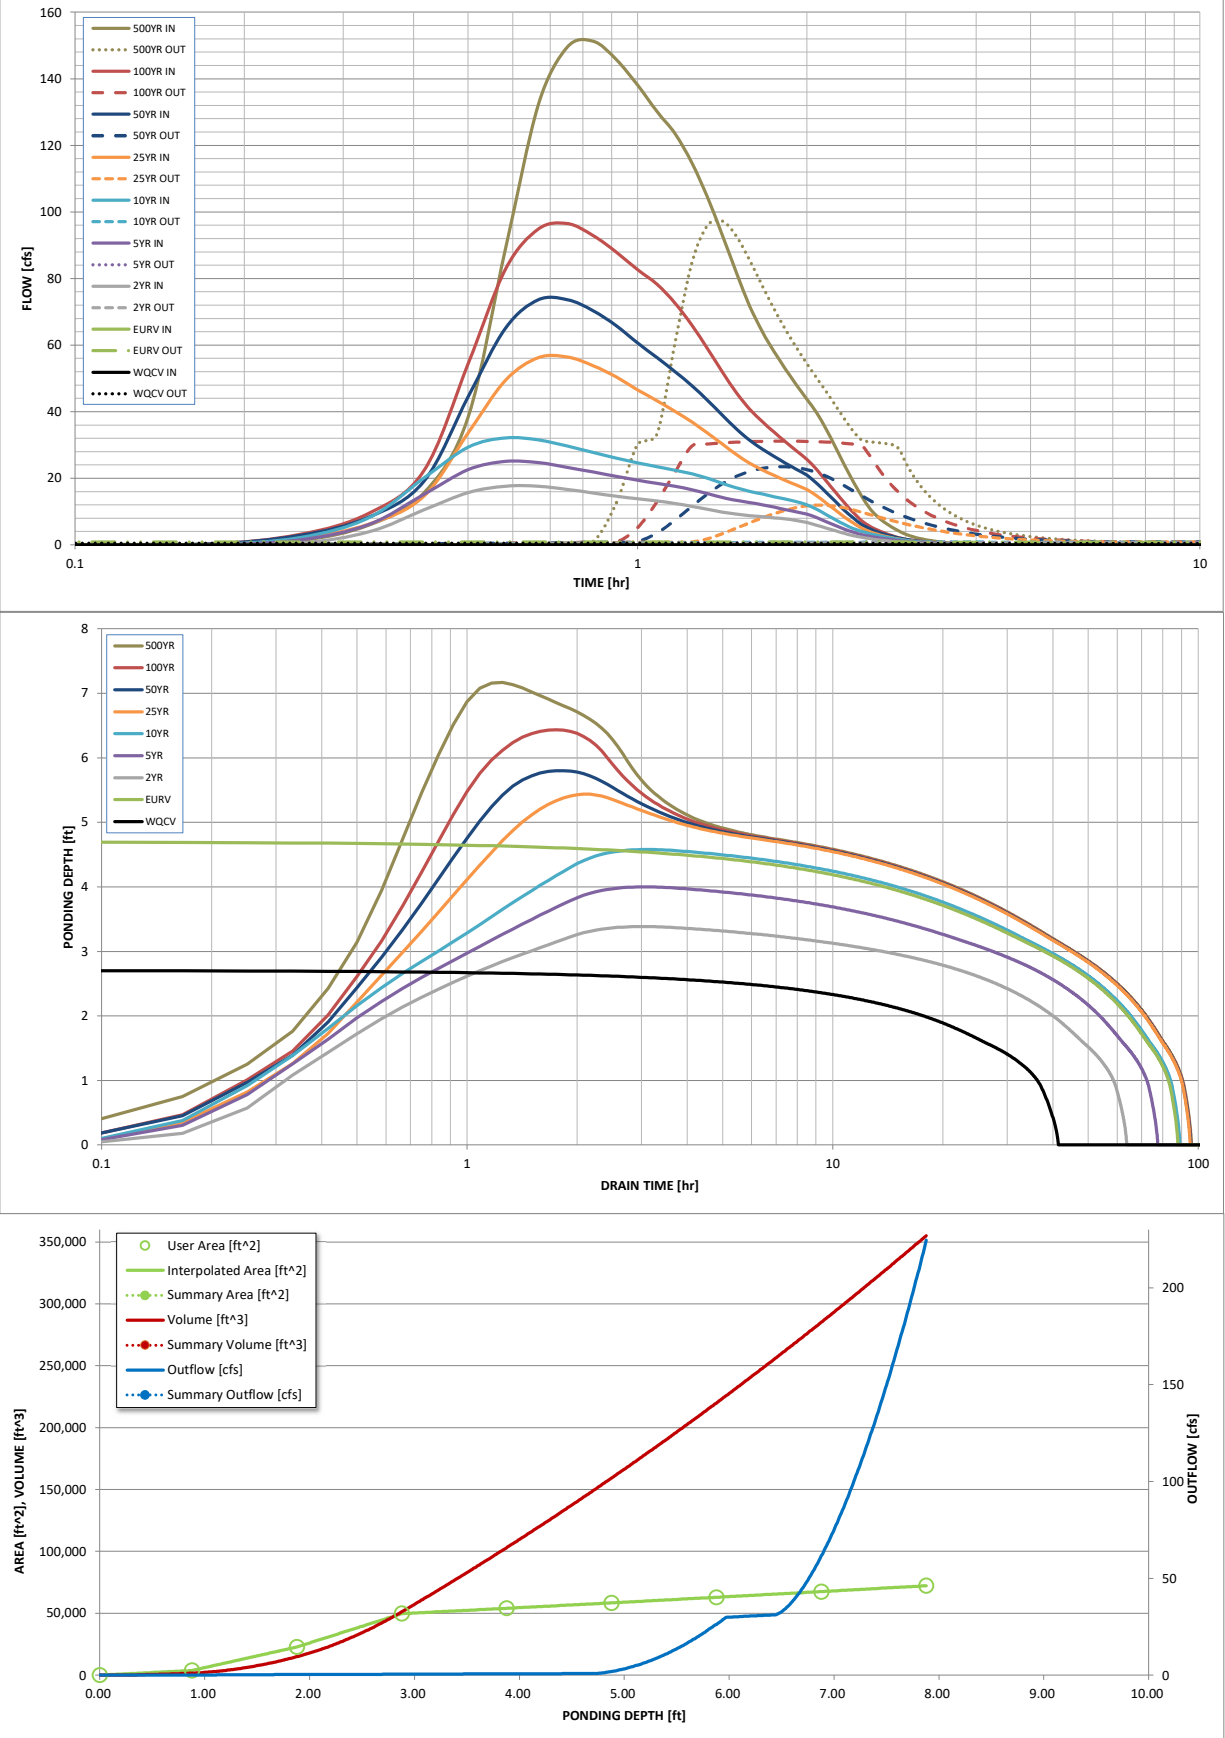 160
140
120
100
80
60
40
20
0
FLOW [cfs]
500YR IN
500YR OUT
100YR IN
100YR OUT
50YR IN
50YR OUT
25YR IN
25YR OUT
10YR IN
10YR OUT
5YR IN
5YR OUT
2YR IN
2YR OUT
EURV IN
EURV OUT
WQCV IN
WQCV OUT
0.1 1 10
TIME [hr]
8
7
6
5
4
3
2
1
0
PONDING DEPTH [ft]
500YR
100YR
50YR
25YR
10YR
5YR
2YR
EURV
WQCV
0.1 1 10 100
DRAIN TIME [hr]
350,000
300,000
250,000
200,000
150,000
100,000
50,000
0
AREA [ft^2], VOLUME [ft^3]
User Area [ft^2]
Interpolated Area [ft^2]
Summary Area [ft^2]
Volume [ft^3]
Summary Volume [ft^3]
Outflow [cfs]
Summary Outflow [cfs]
200
150
100
50
0
OUTFLOW [cfs]
0.00 1.00 2.00 3.00 4.00 5.00 6.00 7.00 8.00 9.00 10.00
PONDING DEPTH [ft]